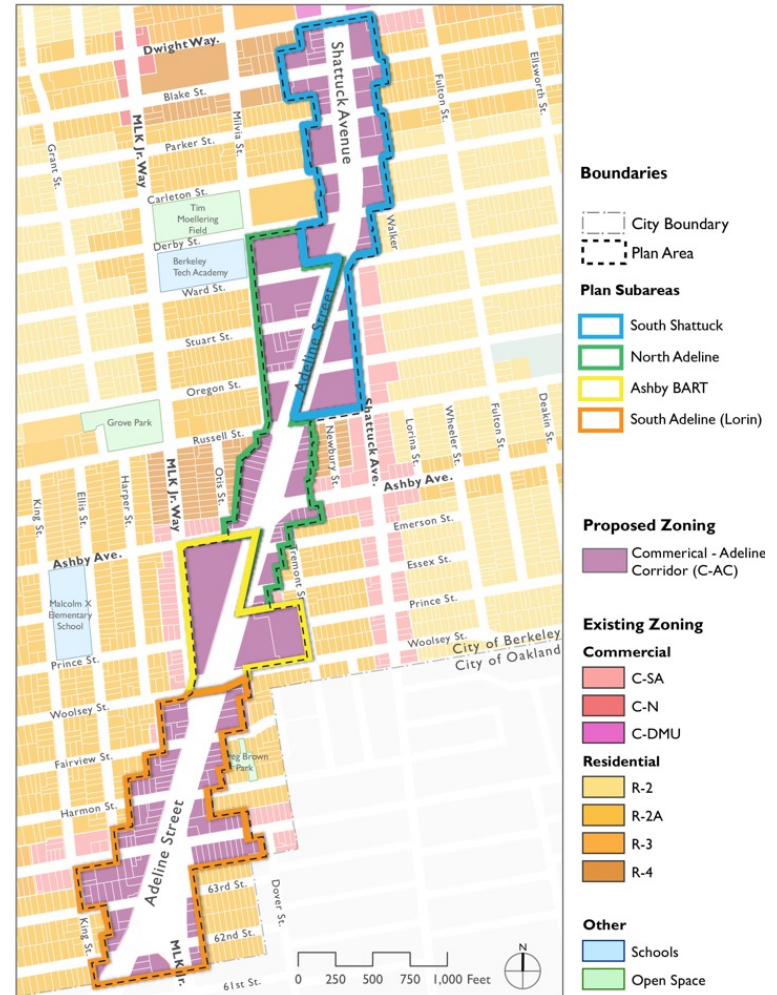 Dwight Way.
Shattuck Avenue
Ellsworth St.
Blake St.
Fulton St.
Grant St.
MLK Jr. Way
Milvia St.
Parker St.
Carleton St.
Tim
Moellering
Field
Walker
Derby St.
Berkeley
Tech Academy
Ward St.
Adeline Street
Stuart St.
Oregon St.
Grove Park
Russell St.
Shattuck Ave.
Newbury St.
Lorina St.
Wheeler St.
Fulton St.
Deakin St.
King St.
Ellis St.
Harper St.
MLK Jr. Way
Otis St.
Ashby Ave.
Emerson St.
Ashby Ave.
Tremont S
Essex St.
Malcolm X
Elementary
School
Prince St.
Prince St.
Woolsey St.
City of Berkeley
City of Oakland
Woolsey St.
Fairview St.
eg Brown
Park
Harmon St.
Adeline Street
63rd St.
Dover St.
King St.
62nd St.
MLK Jr.
61st St.
0 250 500 750 1,000 Feet
N
Boundaries
City Boundary
Plan Area
Plan Subareas
South Shattuck
North Adeline
Ashby BART
South Adeline (Lorin)
Proposed Zoning
Commerical - Adeline
Corridor (C-AC)
Existing Zoning
Commercial
C-SA
C-N
C-DMU
Residential
R-2
R-2A
R-3
R-4
Other
Schools
Open Space